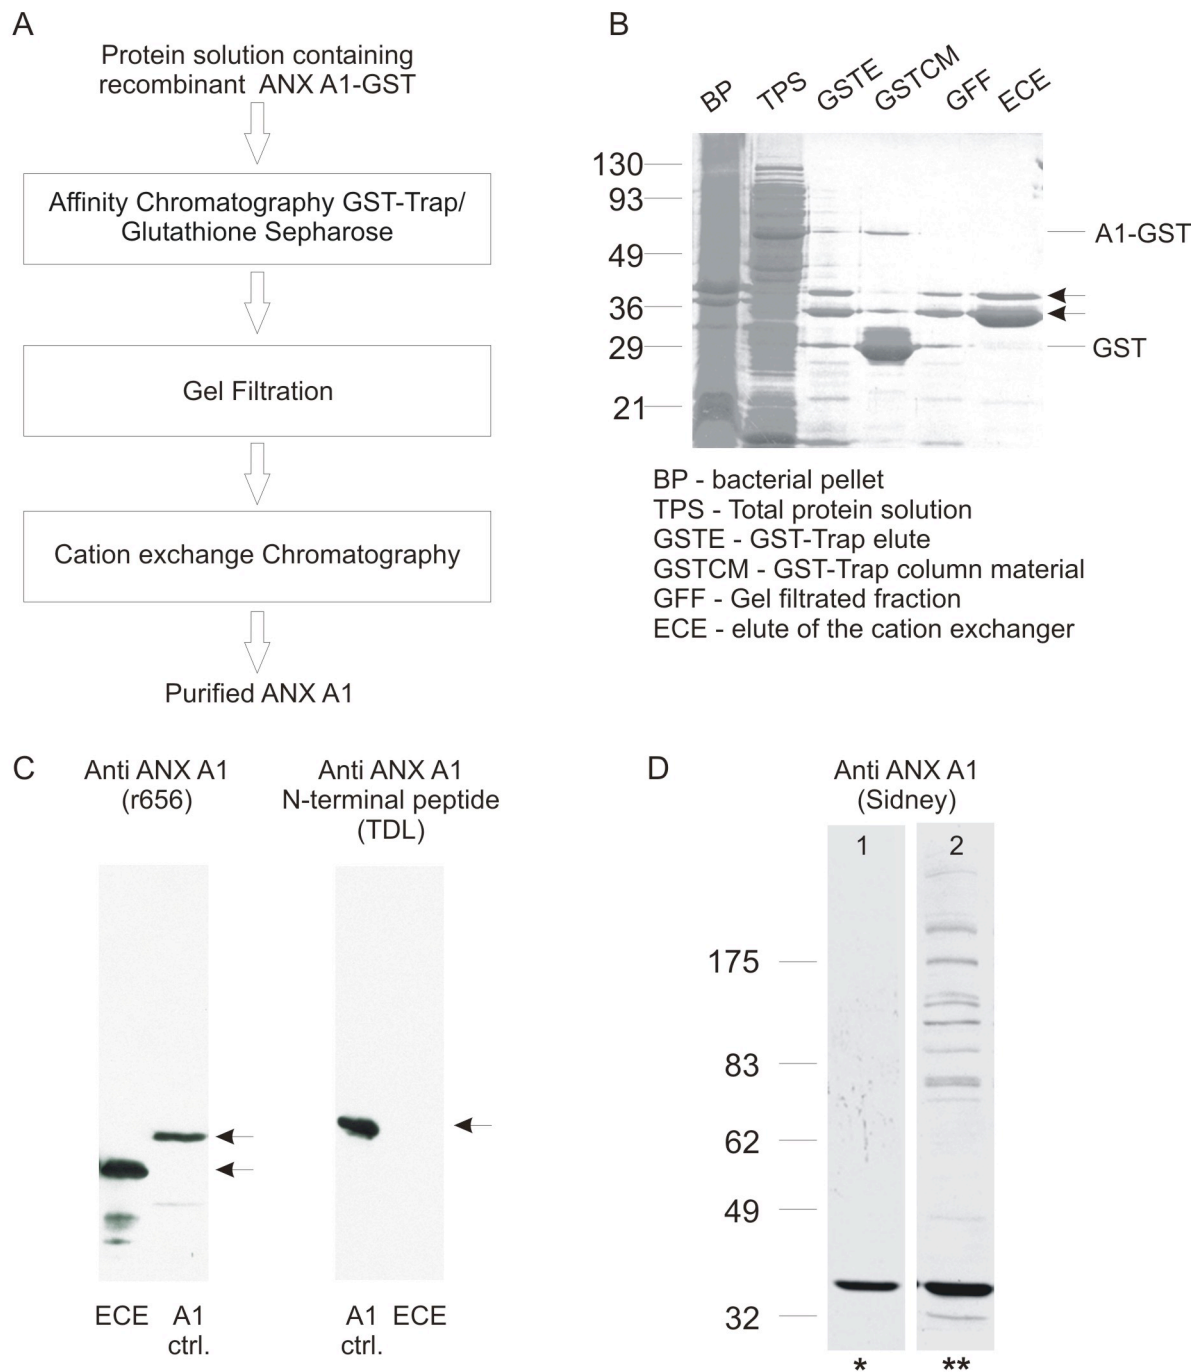 A
Protein solution containing
recombinant ANX A1-GST
Affinity Chromatography GST-Trap/
Glutathione Sepharose
Gel Filtration
Cation exchange Chromatography
Purified ANX A1
B
BP TPS GSTE GSTCM GFF ECE
130
93
49
36
29
21
A1-GST
GST
BP - bacterial pellet
TPS - Total protein solution
GSTE - GST-Trap elute
GSTCM - GST-Trap column material
GFF - Gel filtrated fraction
ECE - elute of the cation exchanger
C
Anti ANX A1
(r656)
Anti ANX A1
N-terminal peptide
(TDL)
ECE A1
ctrl.
A1 ECE
ctrl.
D
Anti ANX A1
(Sidney)
1 2
175
83
62
49
32
* **